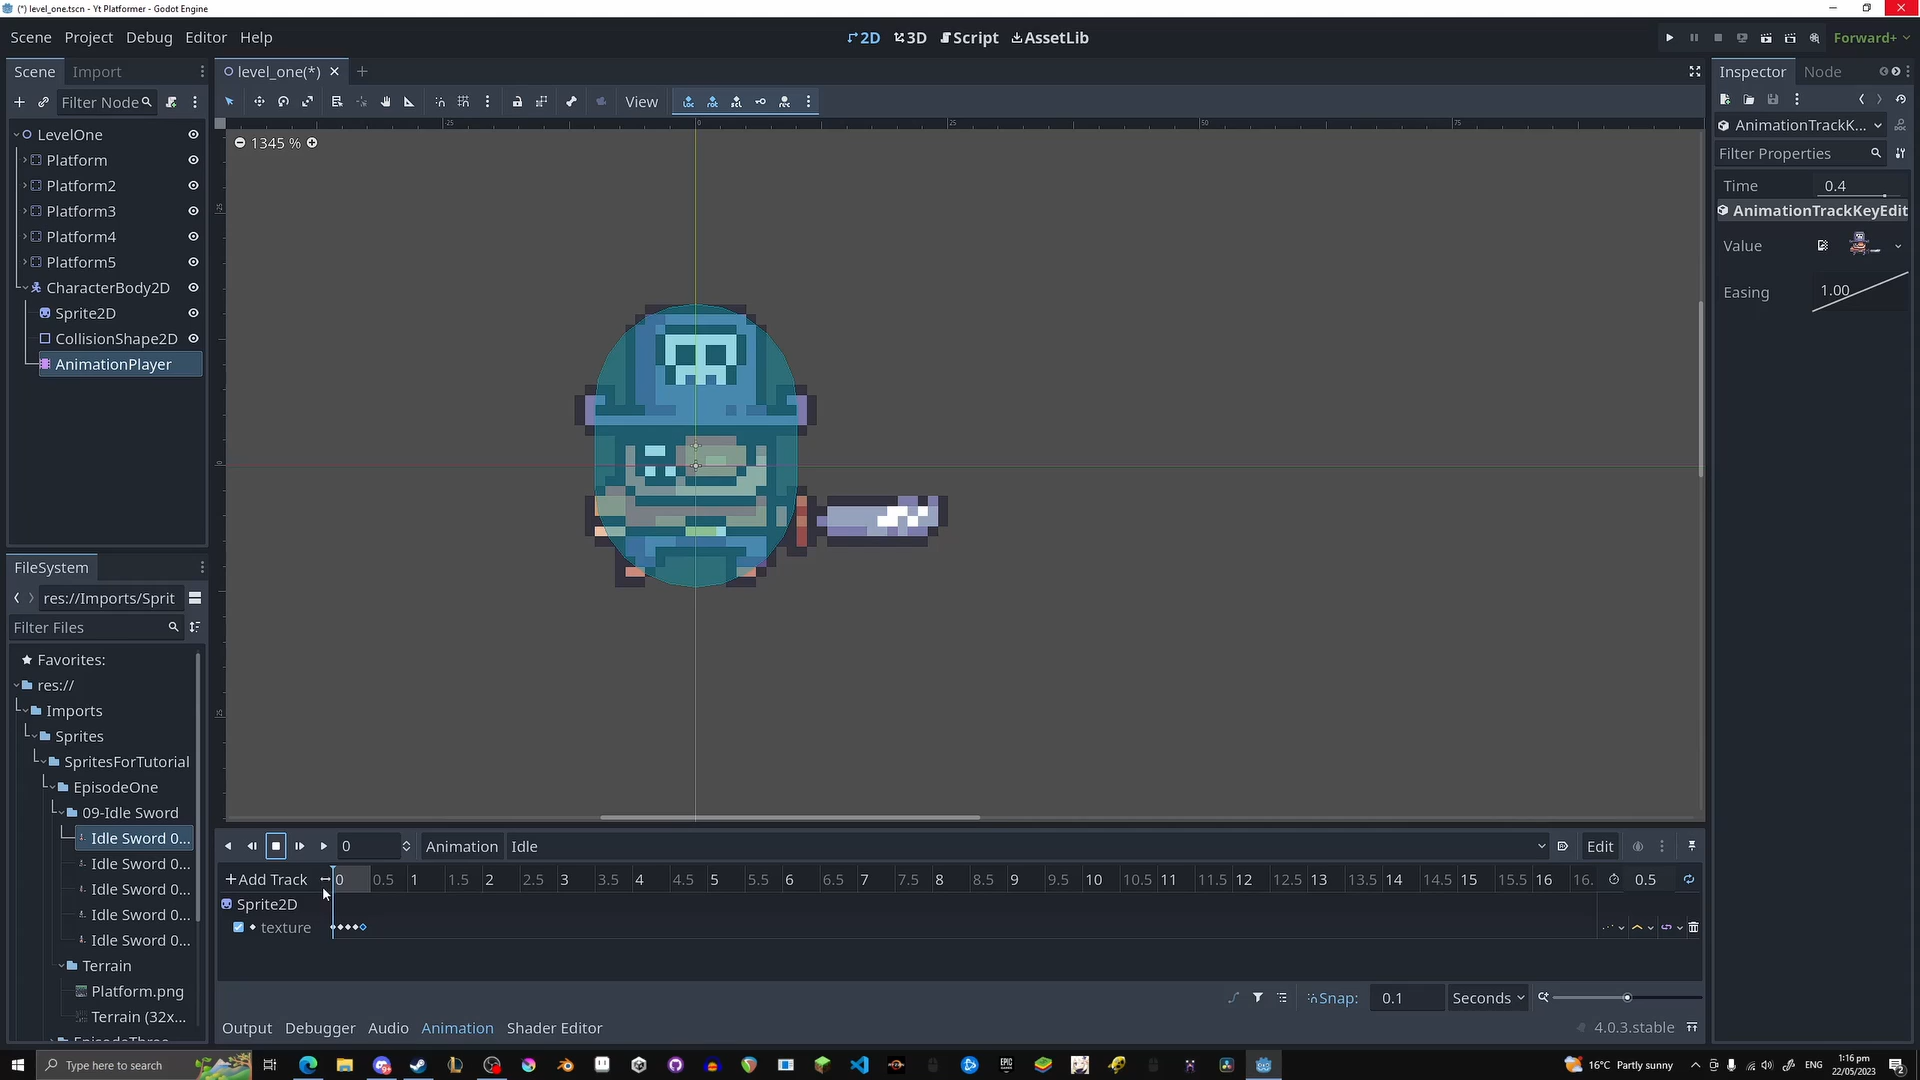 (*) level_one.tscn - Yt Platformer - Godot Engine
Scene Project Debug Editor Help
2D 3D Script AssetLib
Forward+
Scene Import
level_one(*)
Inspector Node
Filter Node
View
AnimationTrackK...
Filter Properties
Time 0.4
AnimationTrackKeyEdit
Value
Easing 1.00
LevelOne
Platform
Platform2
Platform3
Platform4
Platform5
CharacterBody2D
Sprite2D
CollisionShape2D
AnimationPlayer
-25 0 25 50 75
1345 %
FileSystem
res://Imports/Sprit
Filter Files
Favorites:
res://
Imports
Sprites
SpritesForTutorial
EpisodeOne
09-Idle Sword
Idle Sword 0...
Idle Sword 0...
Idle Sword 0...
Idle Sword 0...
Idle Sword 0...
Terrain
Platform.png
Terrain (32x...
0 Animation Idle Edit
Add Track 0 0.5 1 1.5 2 2.5 3 3.5 4 4.5 5 5.5 6 6.5 7 7.5 8 8.5 9 9.5 10 10.5 11 11.5 12 12.5 13 13.5 14 14.5 15 15.5 16 16. 0.5
Sprite2D
texture
Snap: 0.1 Seconds
Output Debugger Audio Animation Shader Editor
4.0.3.stable
Type here to search
16°C Partly sunny
ENG
1:16 pm
22/05/2023